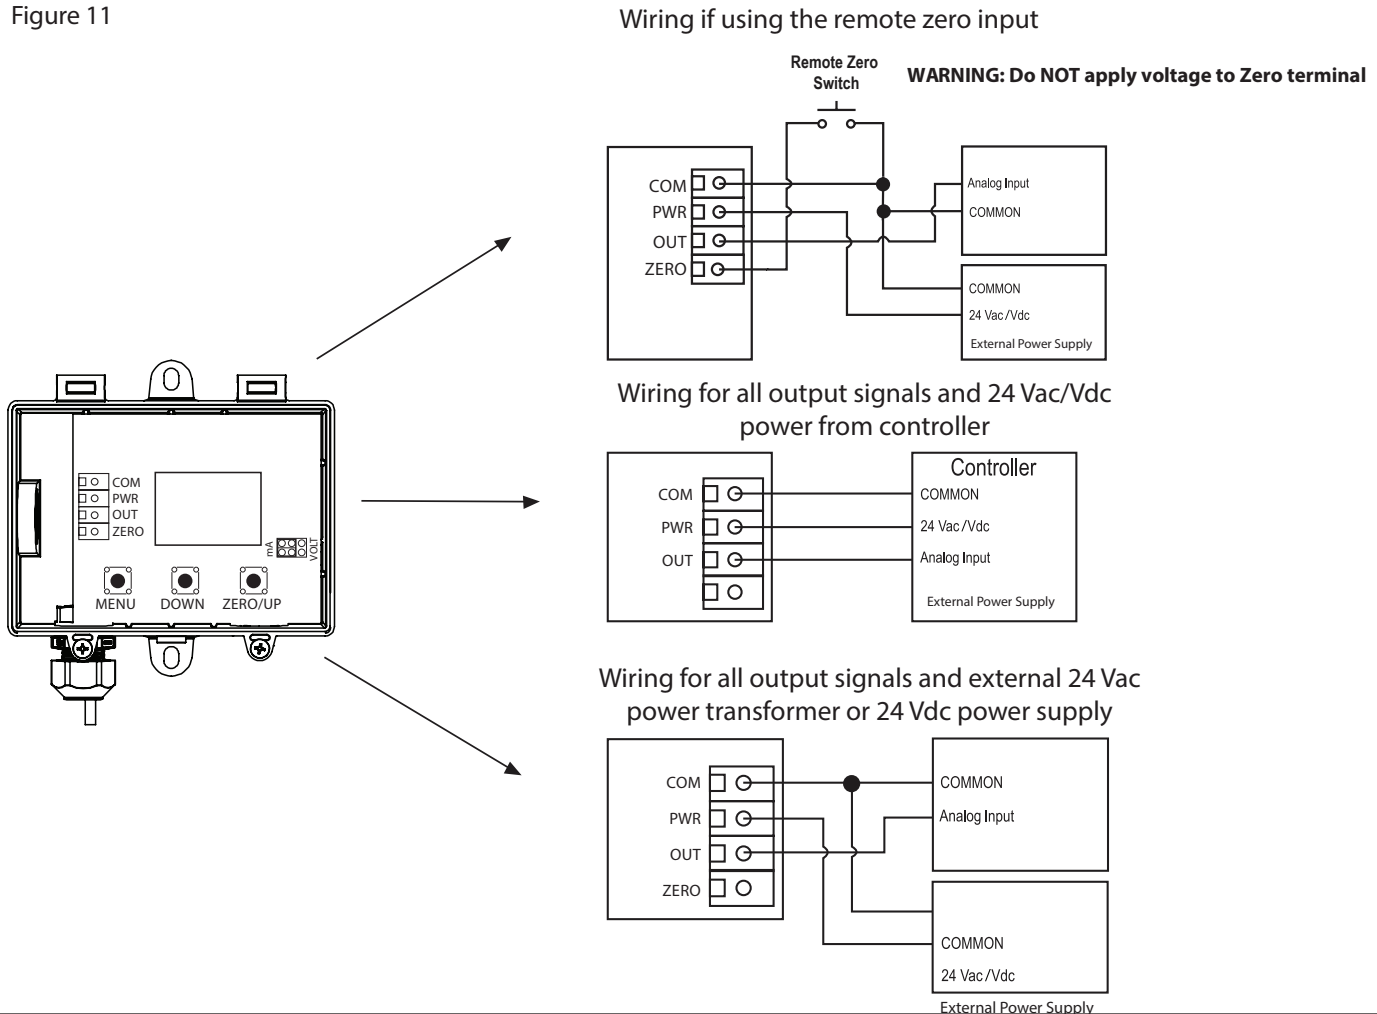 Figure 11
Wiring if using the remote zero input
Remote Zero
Switch
WARNING: Do NOT apply voltage to Zero terminal
COM
PWR
OUT
ZERO
Analog Input
COMMON
COMMON
24 Vac/Vdc
External Power Supply
Wiring for all output signals and 24 Vac/Vdc
power from controller
COM
PWR
OUT
Controller
COMMON
24 Vac/Vdc
Analog Input
External Power Supply
COM
PWR
OUT
ZERO
mA
VOLT
MENU
DOWN
ZERO/UP
Wiring for all output signals and external 24 Vac
power transformer or 24 Vdc power supply
COM
PWR
OUT
ZERO
COMMON
Analog Input
COMMON
24 Vac/Vdc
External Power Supply